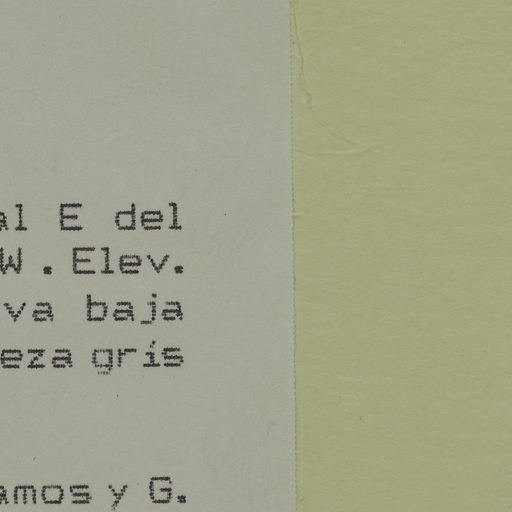 al E del
W . Elev.
va baja
eza gris
amos y G.